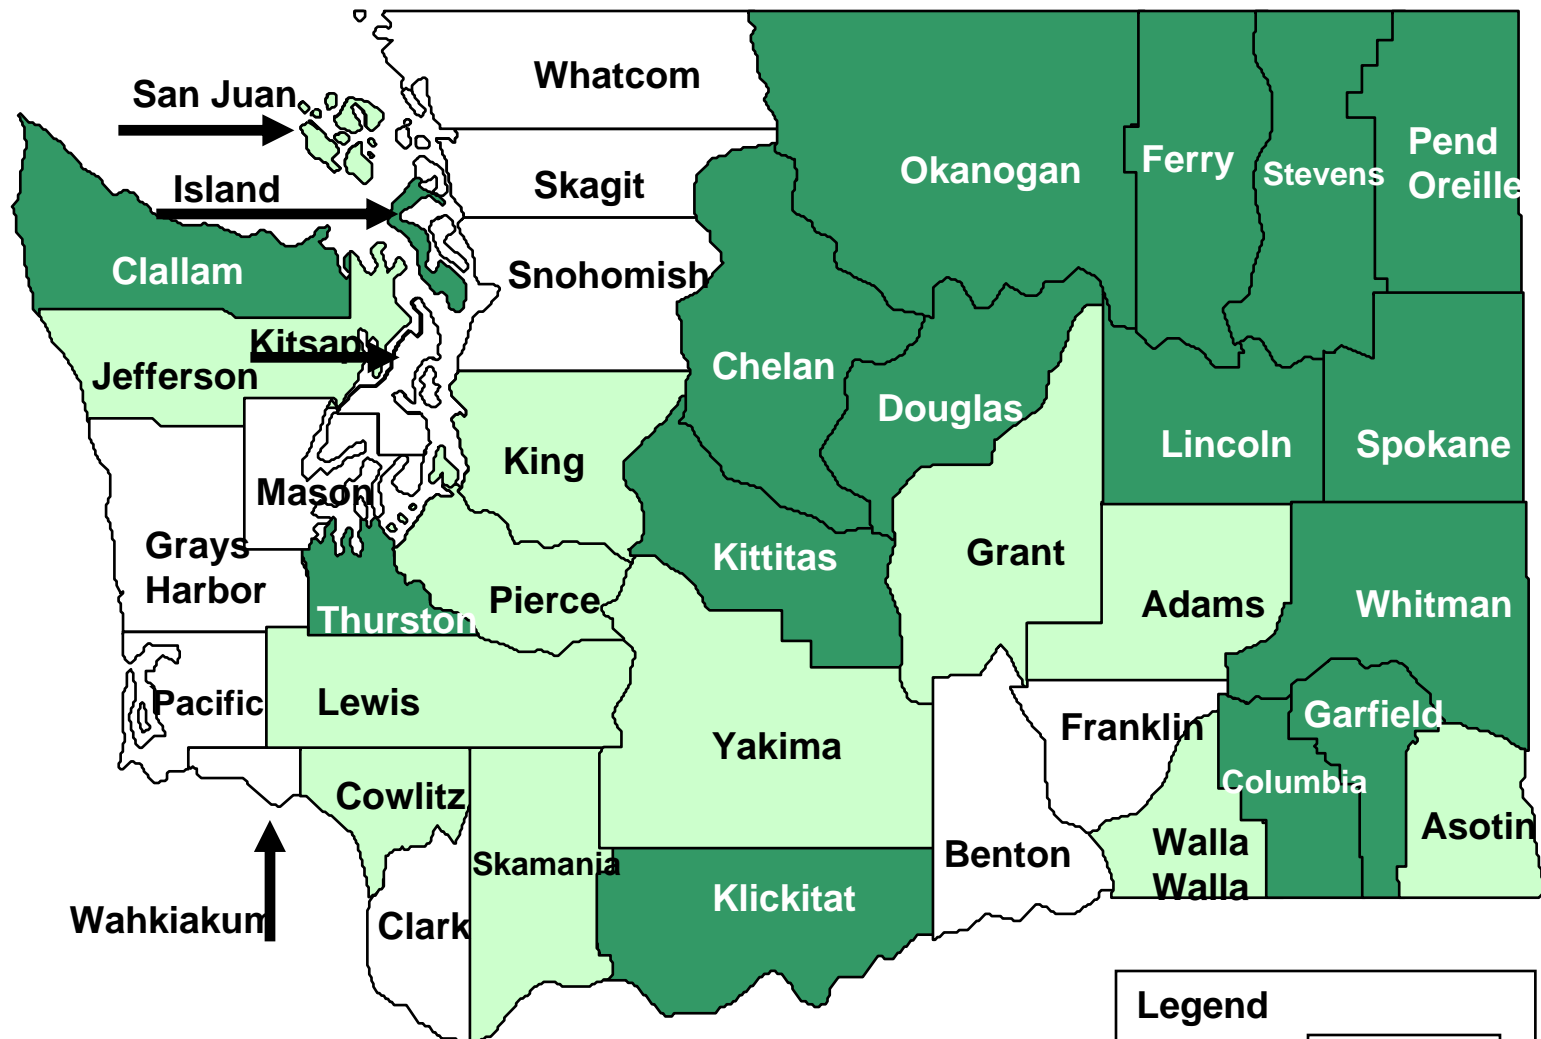 Whatcom
San Juan
Okanogan
Ferry
Stevens
Pend
Oreille
Island
Skagit
Clallam
Snohomish
Kitsap
Jefferson
Chelan
Douglas
Lincoln
Spokane
King
Mason
Grays
Harbor
Kittitas
Grant
Thurston
Pierce
Adams
Whitman
Pacific
Lewis
Yakima
Franklin
Garfield
Columbia
Cowlitz
Skamania
Benton
Walla
Walla
Asotin
Wahkiakum
Clark
Klickitat
Legend